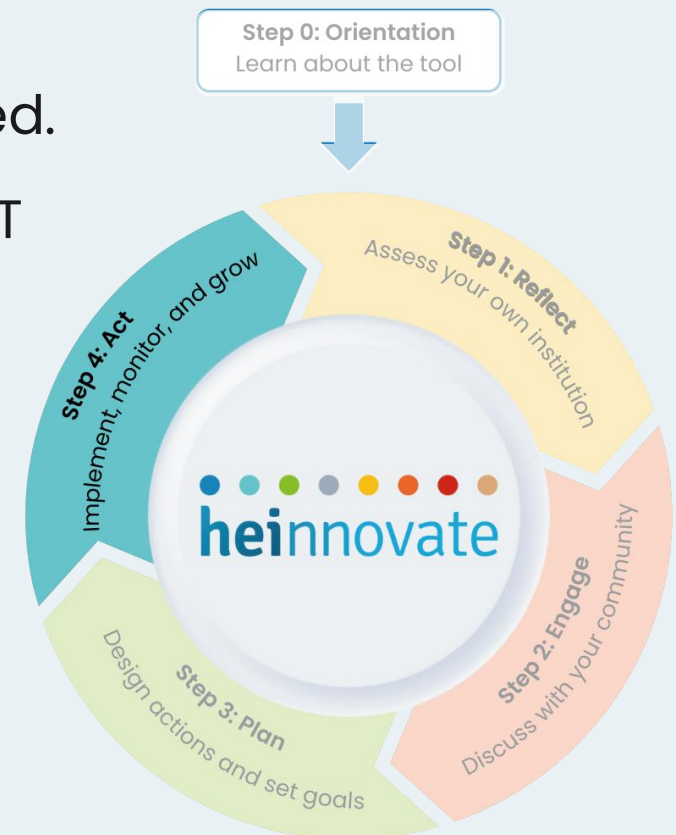 Step 0: Orientation
Learn about the tool
ed.
T
Step 1: Reflect
Assess your own institution
Step 2: Engage
Discuss with your community
Step 3: Plan
Design actions and set goals
Step 4: Act
Implement, monitor, and grow
heinnovate